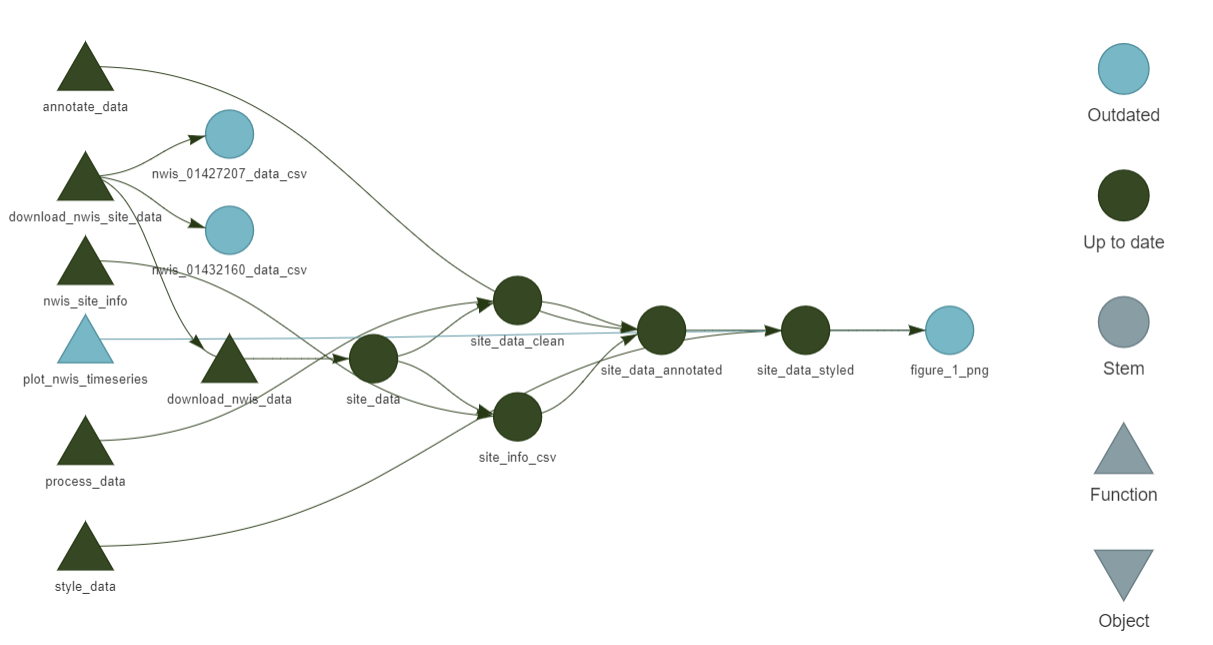 annotate_data
nwis_01427207_data_csv
download_nwis_site_data
nwis_01432160_data_csv
nwis_site_info
plot_nwis_timeseries
download_nwis_data
site_data
site_data_clean
site_info_csv
site_data_annotated
site_data_styled
figure_1_png
process_data
style_data
Outdated
Up to date
Stem
Function
Object